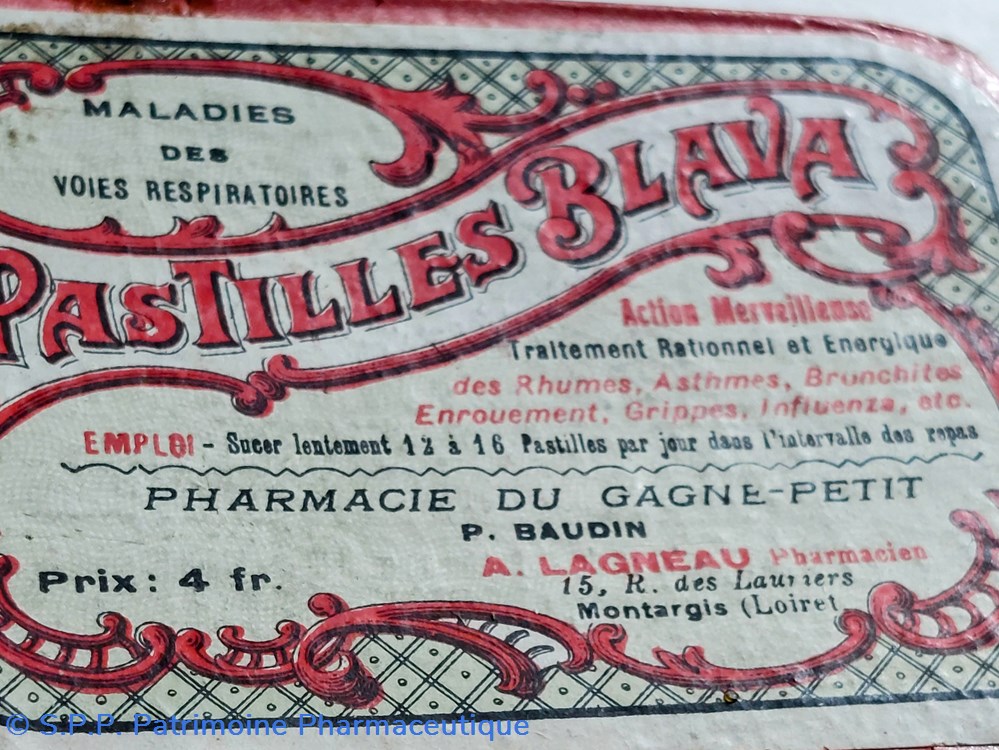 MALADIES
DES
VOIES RESPIRATOIRES
PASTILLES BLAVA
Action Merveilleuse
Traitement Rationnel et Energique
des Rhumes, Asthmes, Brunchites
Enrouement, Grippes, Influenza, etc.
EMPLOI - Sucer lentement 12 à 16 Pastilles par jour dans l'intervalle des repas
PHARMACIE DU GAGNE-PETIT
P. BAUDIN
A. LAGNEAU Pharmacien
Prix: 4 fr.
15, R. des Lauriers
Montargis (Loiret
© S.P.P. Patrimoine Pharmaceutique